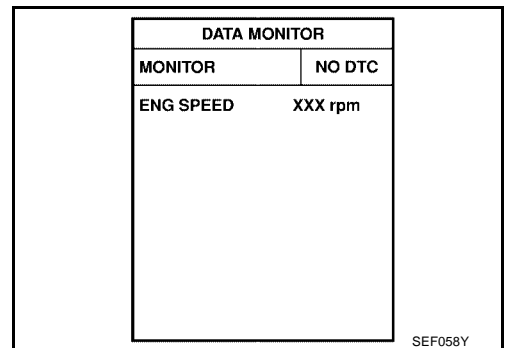 DATA MONITOR
MONITOR NO DTC
ENG SPEED XXX rpm
SEF058Y